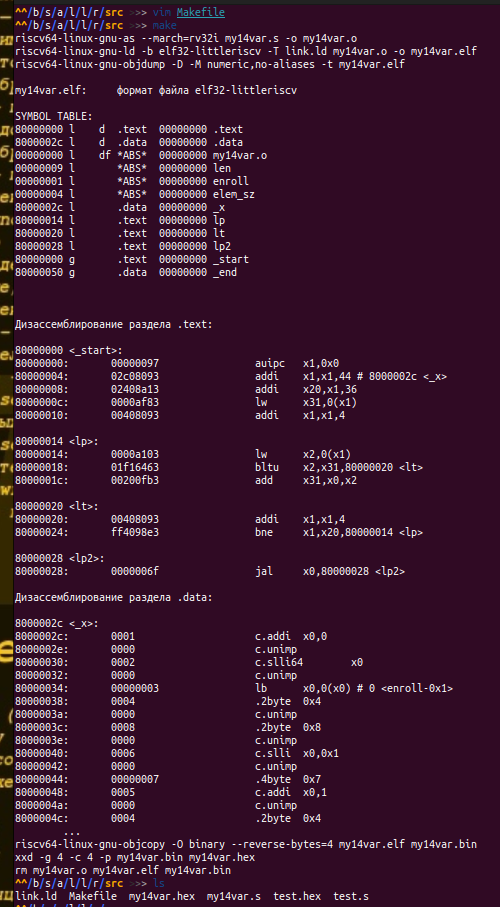 ^^/b/s/a/l/l/r/src >>> vim Makefile
^^/b/s/a/l/l/r/src >>> make
riscv64-linux-gnu-as --march=rv32i my14var.s -o my14var.o
riscv64-linux-gnu-ld -b elf32-littleriscv -T link.ld my14var.o -o my14var.elf
riscv64-linux-gnu-objdump -D -M numeric,no-aliases -t my14var.elf
my14var.elf:     формат файла elf32-littleriscv
SYMBOL TABLE:
80000000 l    d  .text  00000000 .text
8000002c l    d  .data  00000000 .data
00000000 l    df *ABS*  00000000 my14var.o
00000009 l       *ABS*  00000000 len
00000001 l       *ABS*  00000000 enroll
00000004 l       *ABS*  00000000 elem_sz
8000002c l       .data  00000000 _x
80000014 l       .text  00000000 lp
80000020 l       .text  00000000 lt
80000028 l       .text  00000000 lp2
80000000 g       .text  00000000 _start
80000050 g       .data  00000000 _end
Дизассемблирование раздела .text:
80000000 <_start>:
80000000:       00000097                auipc   x1,0x0
80000004:       02c08093                addi    x1,x1,44 # 8000002c <_x>
80000008:       02408a13                addi    x20,x1,36
8000000c:       0000af83                lw      x31,0(x1)
80000010:       00408093                addi    x1,x1,4
80000014 <lp>:
80000014:       0000a103                lw      x2,0(x1)
80000018:       01f16463                bltu    x2,x31,80000020 <lt>
8000001c:       00200fb3                add     x31,x0,x2
80000020 <lt>:
80000020:       00408093                addi    x1,x1,4
80000024:       ff4098e3                bne     x1,x20,80000014 <lp>
80000028 <lp2>:
80000028:       0000006f                jal     x0,80000028 <lp2>
Дизассемблирование раздела .data:
8000002c <_x>:
8000002c:       0001                    c.addi  x0,0
8000002e:       0000                    c.unimp
80000030:       0002                    c.slli64        x0
80000032:       0000                    c.unimp
80000034:       00000003                lb      x0,0(x0) # 0 <enroll-0x1>
80000038:       0004                    .2byte  0x4
8000003a:       0000                    c.unimp
8000003c:       0008                    .2byte  0x8
8000003e:       0000                    c.unimp
80000040:       0006                    c.slli  x0,0x1
80000042:       0000                    c.unimp
80000044:       00000007                .4byte  0x7
80000048:       0005                    c.addi  x0,1
8000004a:       0000                    c.unimp
8000004c:       0004                    .2byte  0x4
...
riscv64-linux-gnu-objcopy -O binary --reverse-bytes=4 my14var.elf my14var.bin
xxd -g 4 -c 4 -p my14var.bin my14var.hex
rm my14var.o my14var.elf my14var.bin
^^/b/s/a/l/l/r/src >>> ls
link.ld  Makefile  my14var.hex  my14var.s  test.hex  test.s